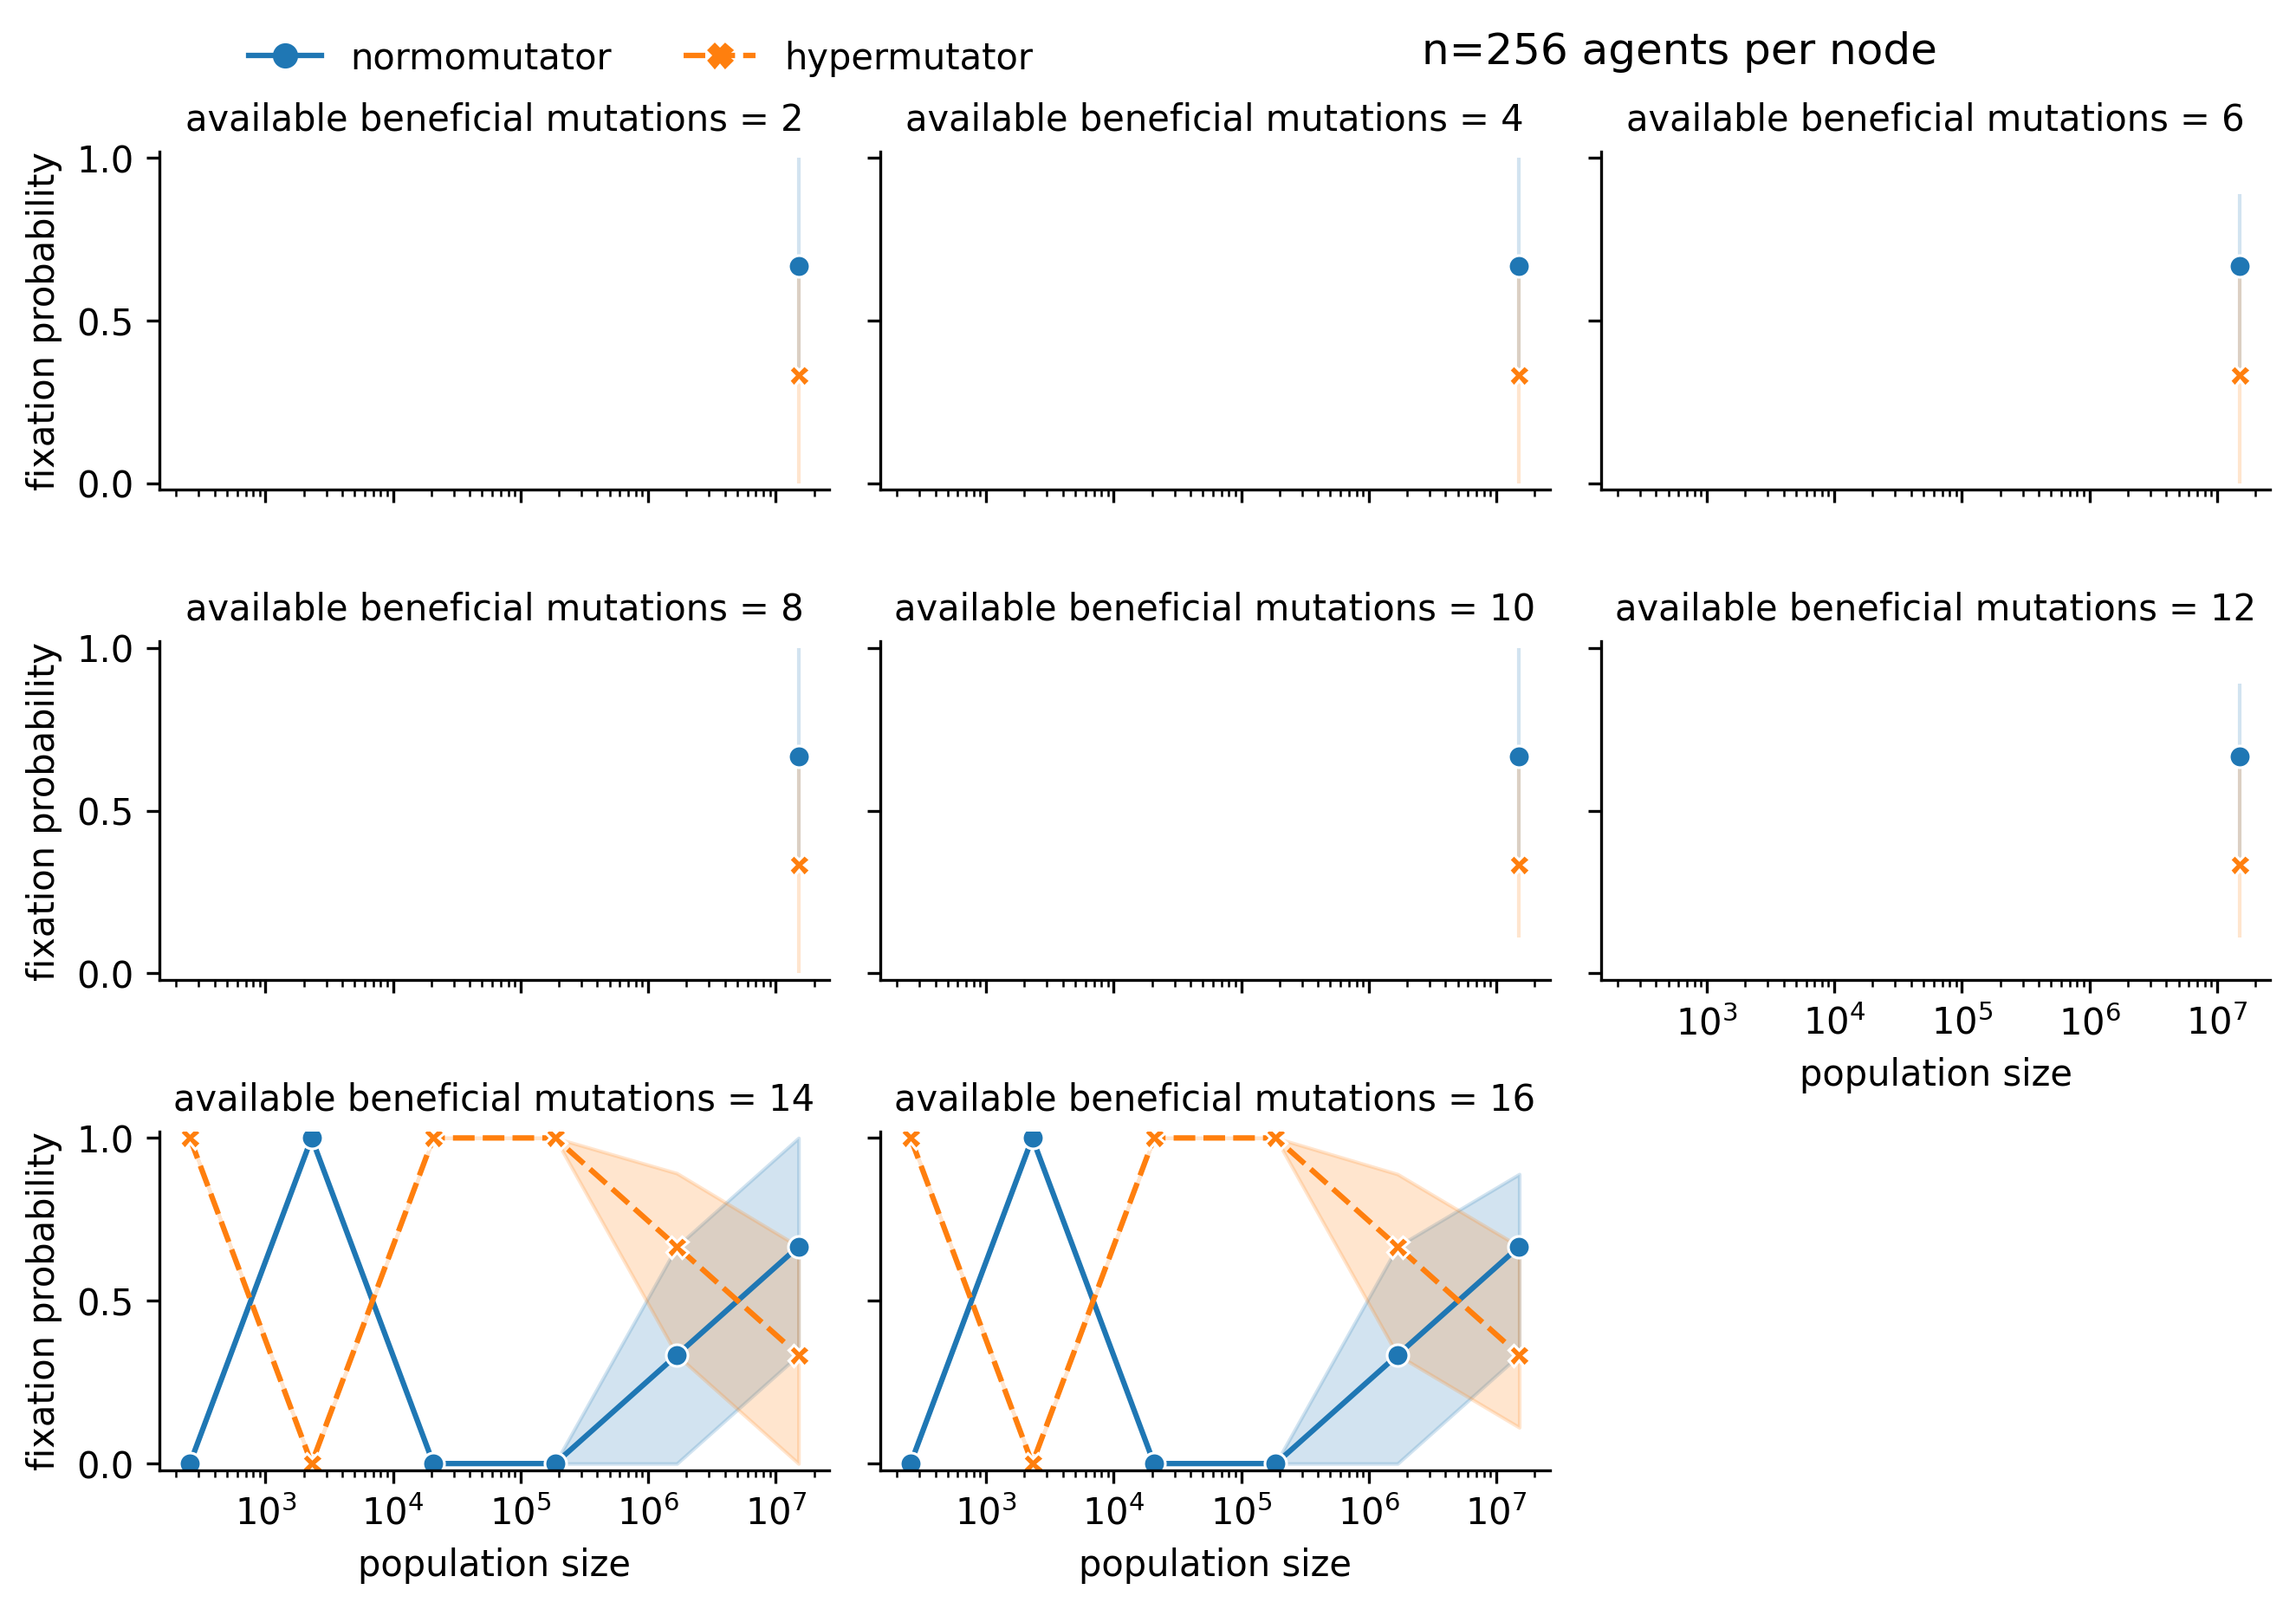 normomutator hypermutator n=256 agents per node
available beneficial mutations = 2 available beneficial mutations = 4 available beneficial mutations = 6
fixation probability
1.0
0.5
0.0
available beneficial mutations = 8 available beneficial mutations = 10 available beneficial mutations = 12
fixation probability
1.0
0.5
0.0
10³ 10⁴ 10⁵ 10⁶ 10⁷
population size
available beneficial mutations = 14 available beneficial mutations = 16
fixation probability
1.0
0.5
0.0
10³ 10⁴ 10⁵ 10⁶ 10⁷ 10³ 10⁴ 10⁵ 10⁶ 10⁷
population size population size